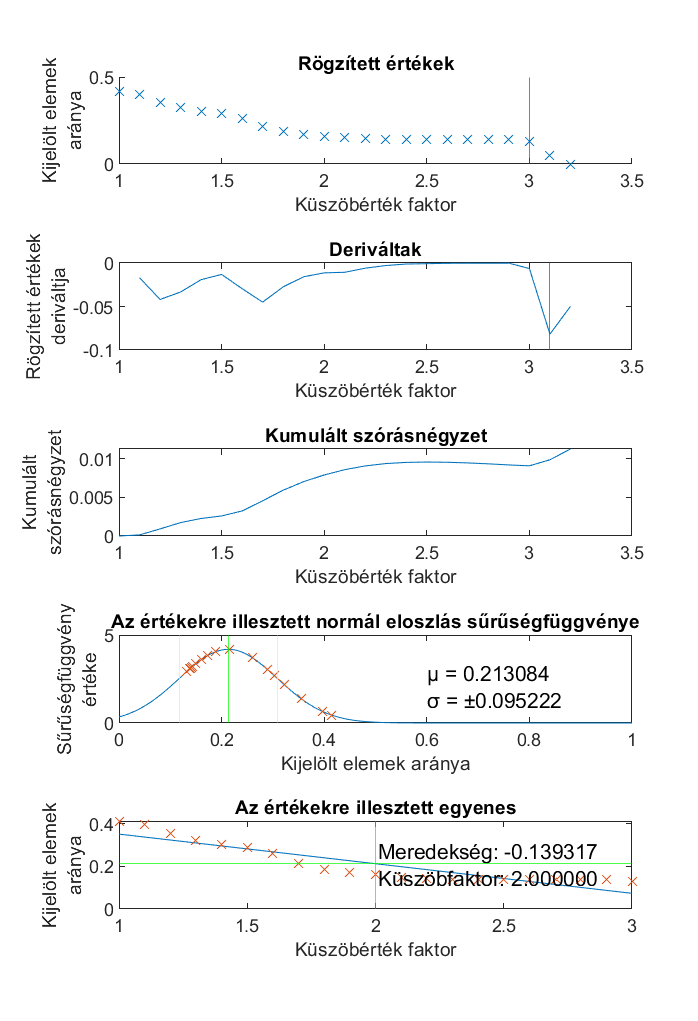 Rögzített értékek
Kijelölt elemek
aránya
0.5
0
1
1.5
2
2.5
3
3.5
Küszöbérték faktor
Deriváltak
Rögzített értékek
deriváltja
0
-0.05
-0.1
1
1.5
2
2.5
3
3.5
Küszöbérték faktor
Kumulált szórásnégyzet
Kumulált
szórásnégyzet
0.01
0.005
0
1
1.5
2
2.5
3
3.5
Küszöbérték faktor
Az értékekre illesztett normál eloszlás sűrűségfüggvénye
Sűrűségfüggvény
értéke
5
0
μ = 0.213084
σ = ±0.095222
0
0.2
0.4
0.6
0.8
1
Kijelölt elemek aránya
Az értékekre illesztett egyenes
Kijelölt elemek
aránya
0.4
0.2
0
Meredekség: -0.139317
Küszöbfaktor: 2.000000
1
1.5
2
2.5
3
Küszöbérték faktor